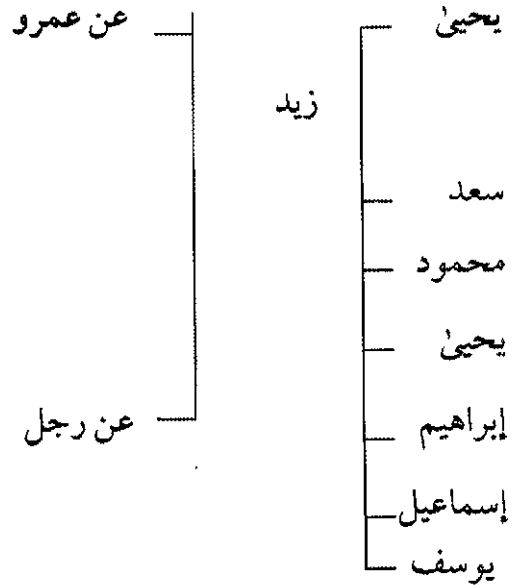 يحيىٰ
عن عمرو
زيد
سعد
محمود
يحيىٰ
عن رجل
إبراهيم
إسماعيل
يوسف